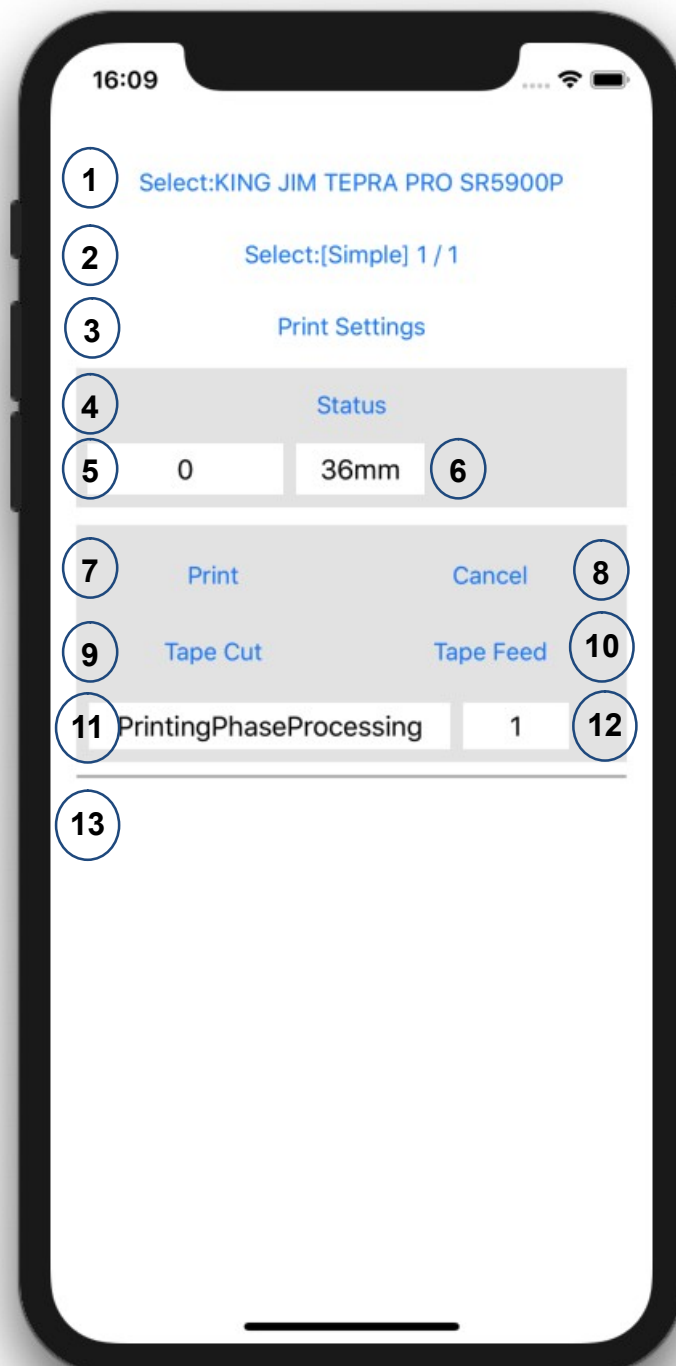 16:09
1 Select:KING JIM TEPRA PRO SR5900P
2 Select:[Simple] 1 / 1
3 Print Settings
4 Status
5 0 36mm 6
7 Print Cancel 8
9 Tape Cut Tape Feed 10
11 PrintingPhaseProcessing 1 12
13